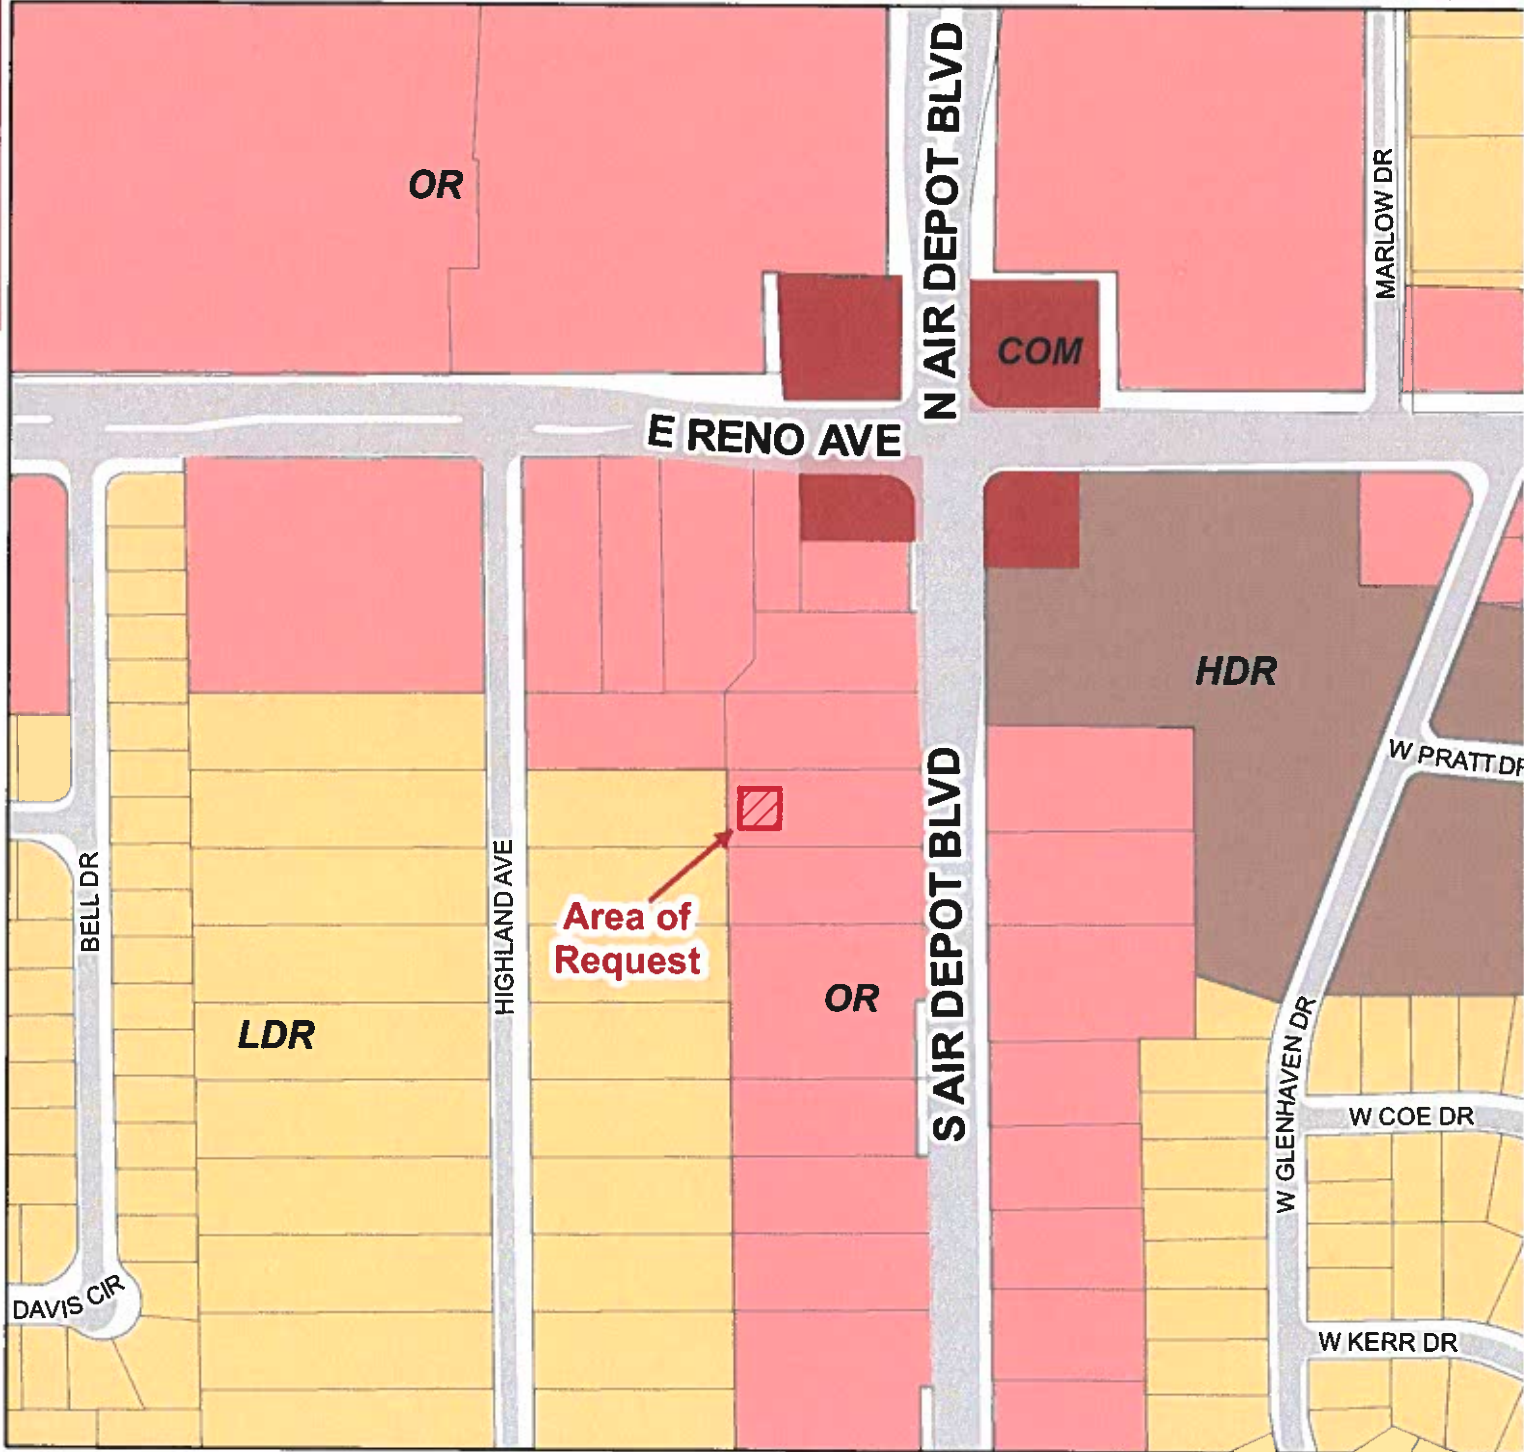 N AIR DEPOT BLVD
MARLOW DR
OR
COM
E RENO AVE
HDR
W PRATT DR
S AIR DEPOT BLVD
BELL DR
HIGHLAND AVE
Area of
Request
OR
LDR
W GLENHAVEN DR
W COE DR
DAVIS CIR
W KERR DR